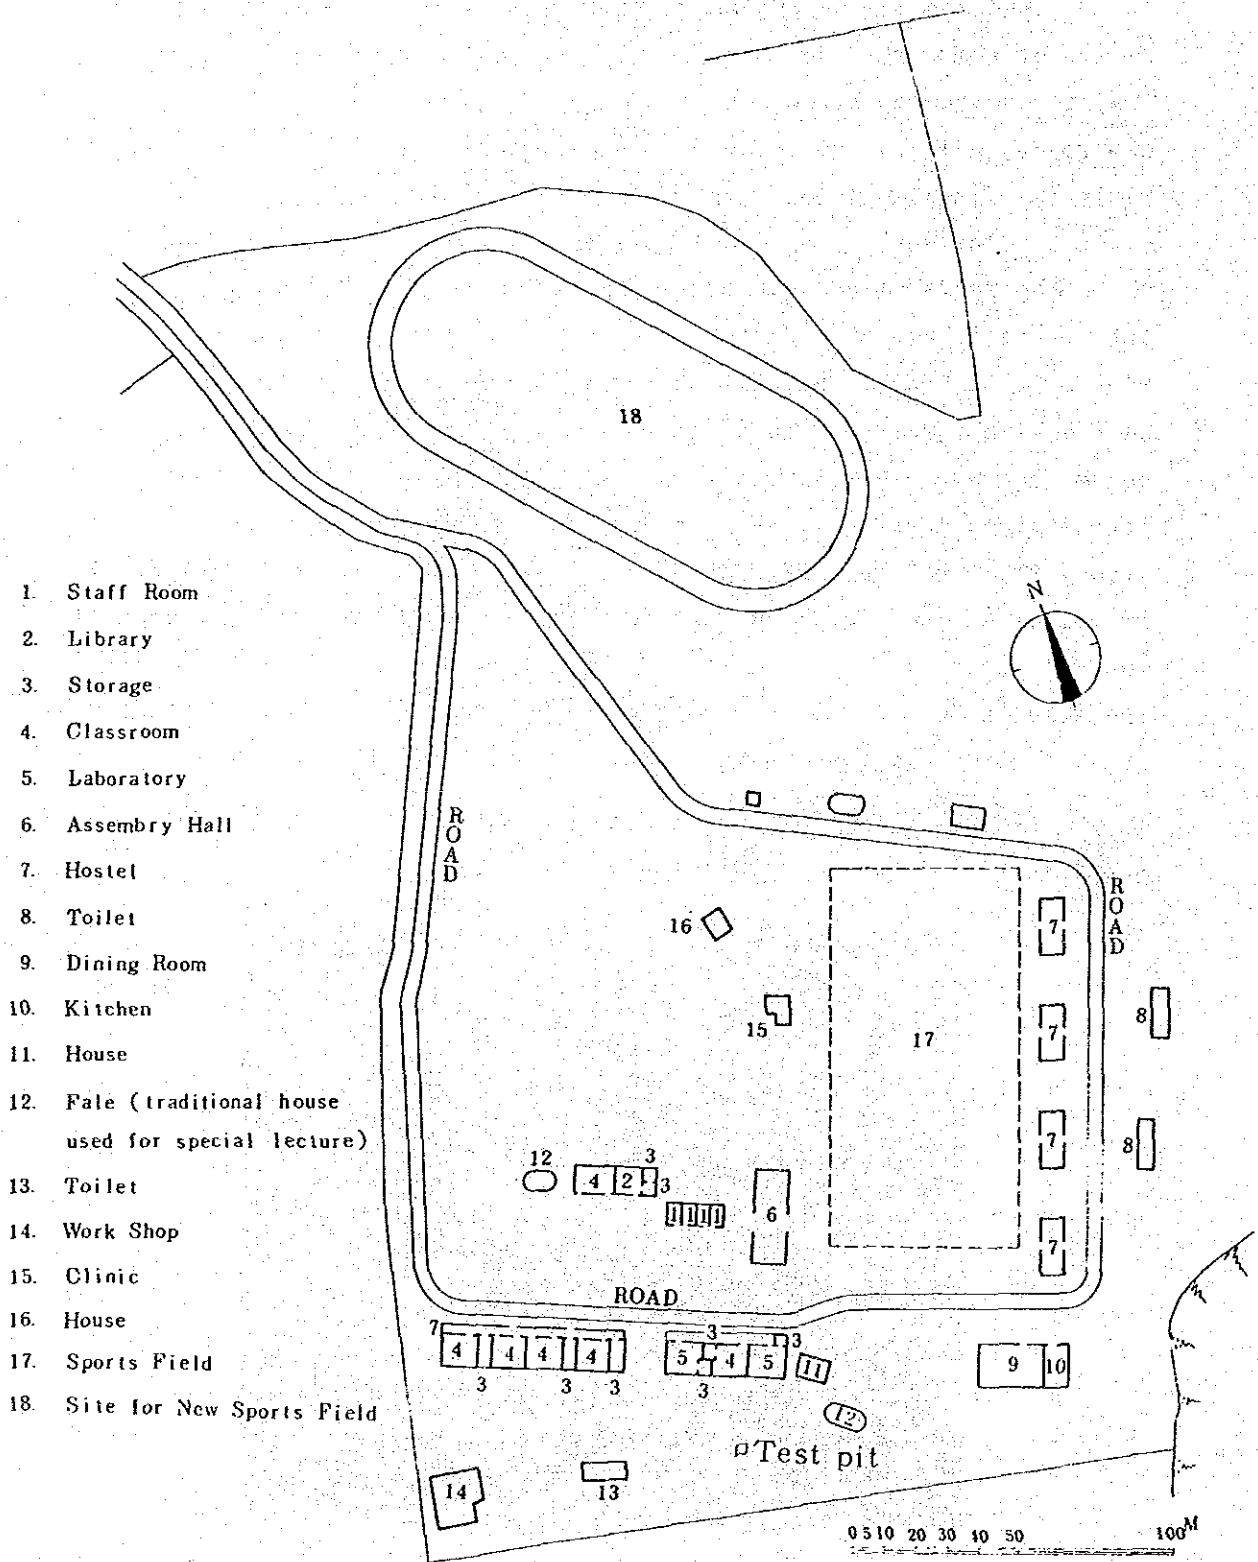 18
N
1. Staff Room
2. Library
3. Storage
4. Classroom
5. Laboratory
6. Assembry Hall
7. Hostel
8. Toilet
9. Dining Room
10. Kitchen
11. House
12. Fale (traditional house
used for special lecture)
13. Toilet
14. Work Shop
15. Clinic
16. House
17. Sports Field
18. Site for New Sports Field
ROAD
ROAD
16
7
15
7
8
17
7
8
12
4
2
3
3
1
1
1
1
6
7
ROAD
7
4
4
4
4
3
3
3
5
3
4
5
3
3
11
9
10
12
Test pit
14
13
0 5 10 20 30 40 50 100M